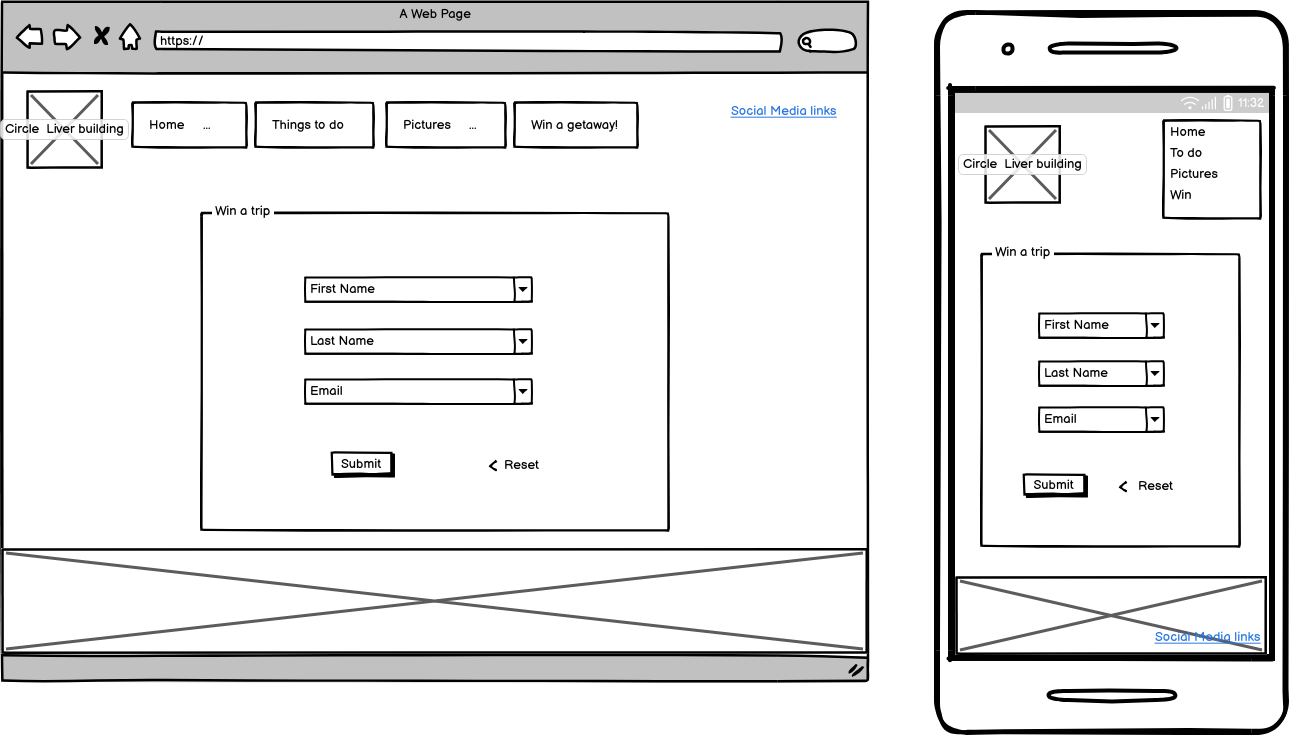 A Web Page
https://
Circle Liver building
Home ...
Things to do
Pictures ...
Win a getaway!
Social Media links
Win a trip
First Name
Last Name
Email
Submit
Reset
11:32
Circle Liver building
Home
To do
Pictures
Win
Win a trip
First Name
Last Name
Email
Submit
Reset
Social Media links